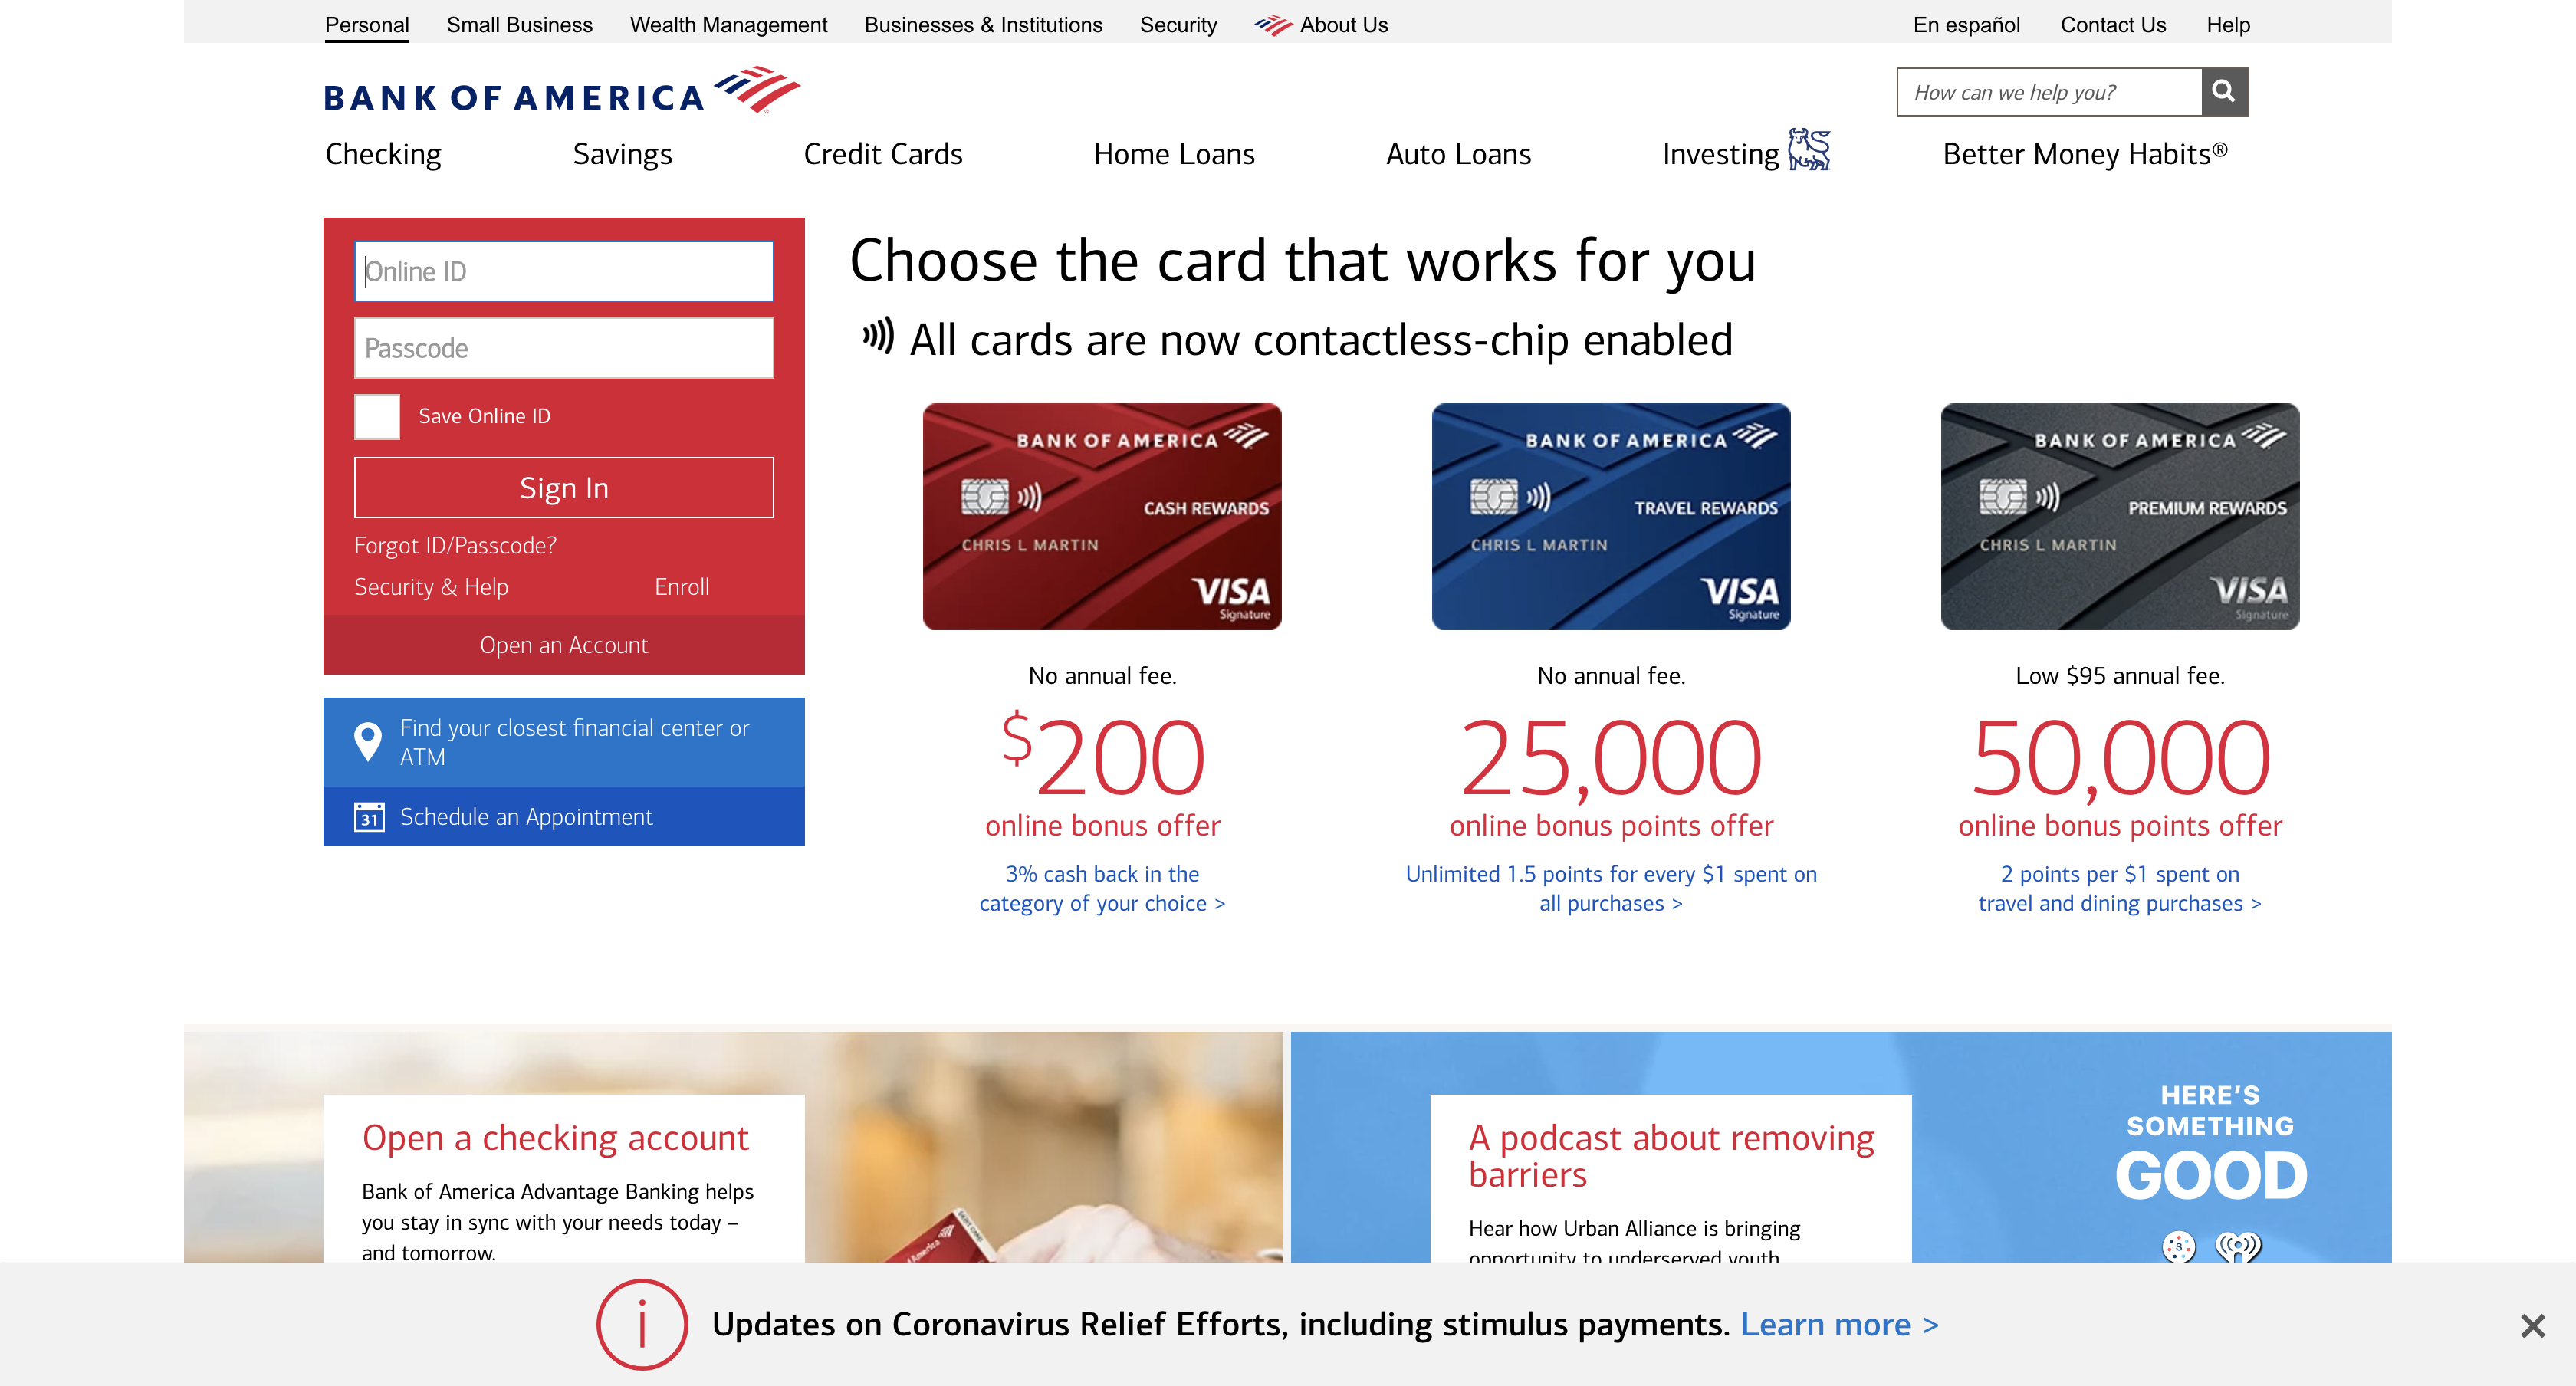 Personal Small Business Wealth Management Businesses & Institutions Security About Us En español Contact Us Help
BANK OF AMERICA
How can we help you?
Checking Savings Credit Cards Home Loans Auto Loans Investing Better Money Habits®
Online ID
Passcode
Save Online ID
Sign In
Forgot ID/Passcode?
Security & Help Enroll
Open an Account
Find your closest financial center or
ATM
31 Schedule an Appointment
Choose the card that works for you
All cards are now contactless-chip enabled
BANK OF AMERICA
CASH REWARDS
CHRIS L MARTIN
VISA
Signature
No annual fee.
$200
online bonus offer
3% cash back in the
category of your choice >
BANK OF AMERICA
TRAVEL REWARDS
CHRIS L MARTIN
VISA
Signature
No annual fee.
25,000
online bonus points offer
Unlimited 1.5 points for every $1 spent on
all purchases >
BANK OF AMERICA
PREMIUM REWARDS
CHRIS L MARTIN
VISA
Signature
Low $95 annual fee.
50,000
online bonus points offer
2 points per $1 spent on
travel and dining purchases >
Open a checking account
Bank of America Advantage Banking helps
you stay in sync with your needs today –
and tomorrow.
A podcast about removing
barriers
Hear how Urban Alliance is bringing
opportunity to underserved youth
HERE'S
SOMETHING
GOOD
S
Updates on Coronavirus Relief Efforts, including stimulus payments. Learn more >